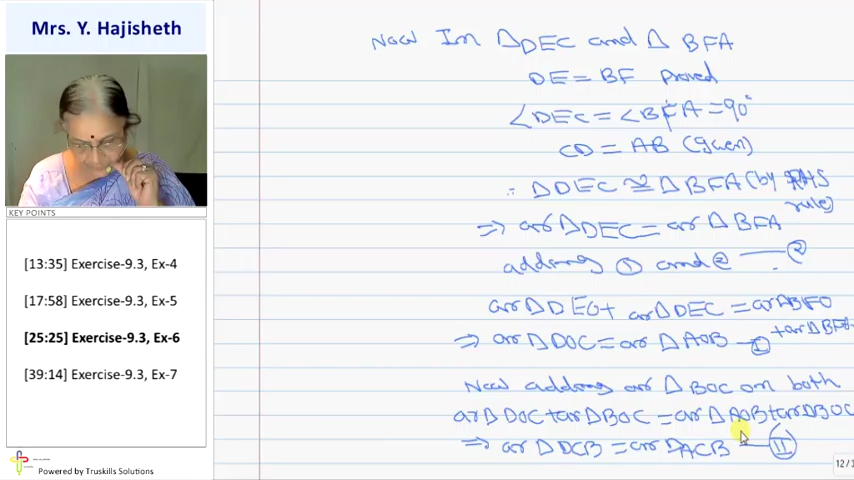 Mrs. Y. Hajisheth
KEY POINTS
[13:35] Exercise-9.3, Ex-4
[17:58] Exercise-9.3, Ex-5
[25:25] Exercise-9.3, Ex-6
[39:14] Exercise-9.3, Ex-7
Powered by Truskills Solutions
Now In ΔDEC and Δ BFA
DE = BF proved
∠DEC = ∠BFA = 90°
CD = AB (given)
∴ ΔDEC ≅ ΔBFA (by RHS
rule)
⇒ ar ΔDEC = ar Δ BFA
adding ① and ② —— ②
ar ΔDEO + ar ΔDEC = ar ΔBFO
+ ar ΔBFA
⇒ ar ΔDOC = ar ΔAOB — Ⓘ
Now adding ar ΔBOC on both
ar ΔDOC + ar ΔBOC = ar ΔAOB + ar ΔBOC
⇒ ar ΔDCB = ar ΔACB — Ⅱ